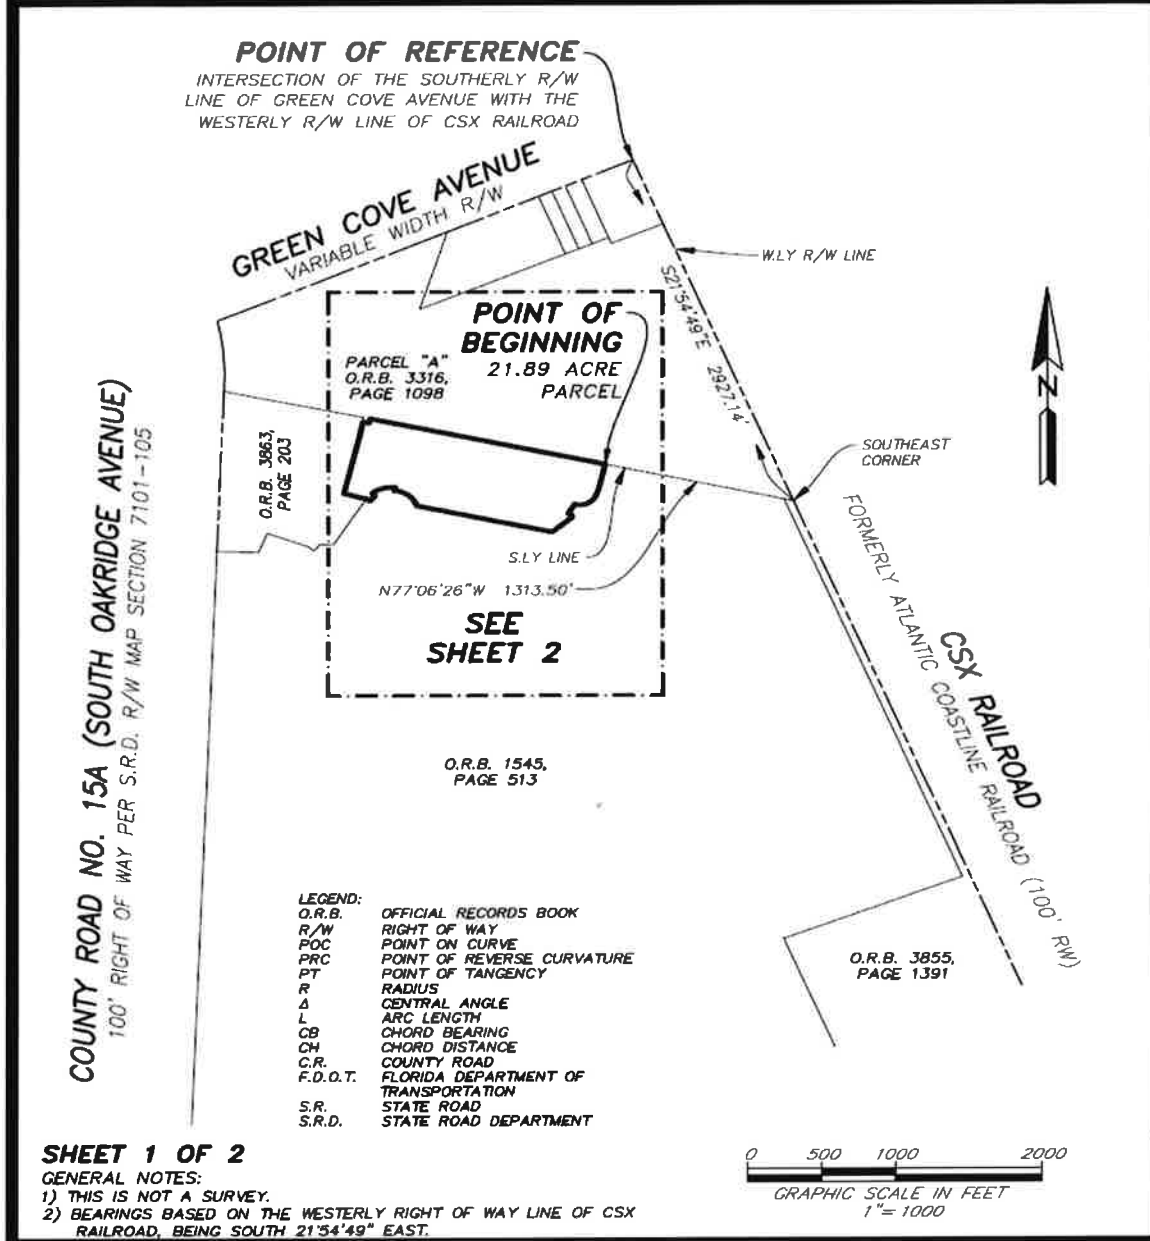 POINT OF REFERENCE
INTERSECTION OF THE SOUTHERLY R/W
LINE OF GREEN COVE AVENUE WITH THE
WESTERLY R/W LINE OF CSX RAILROAD
GREEN COVE AVENUE
VARIABLE WIDTH R/W
W.LY R/W LINE
S21°54'49"E 2927.14'
POINT OF
BEGINNING
21.89 ACRE
PARCEL
PARCEL "A"
O.R.B. 3316,
PAGE 1098
N
SOUTHEAST
CORNER
O.R.B. 3863,
PAGE 203
S.LY LINE
N77°06'26"W 1313.50'
SEE
SHEET 2
COUNTY ROAD NO. 15A (SOUTH OAKRIDGE AVENUE)
100' RIGHT OF WAY PER S.R.D. R/W MAP SECTION 7101-105
CSX RAILROAD
FORMERLY ATLANTIC COASTLINE RAILROAD (100' RW)
O.R.B. 1545,
PAGE 513
O.R.B. 3855,
PAGE 1391
LEGEND:
O.R.B. OFFICIAL RECORDS BOOK
R/W RIGHT OF WAY
POC POINT ON CURVE
PRC POINT OF REVERSE CURVATURE
PT POINT OF TANGENCY
R RADIUS
Δ CENTRAL ANGLE
L ARC LENGTH
CB CHORD BEARING
CH CHORD DISTANCE
C.R. COUNTY ROAD
F.D.O.T. FLORIDA DEPARTMENT OF
TRANSPORTATION
S.R. STATE ROAD
S.R.D. STATE ROAD DEPARTMENT
SHEET 1 OF 2
GENERAL NOTES:
1) THIS IS NOT A SURVEY.
2) BEARINGS BASED ON THE WESTERLY RIGHT OF WAY LINE OF CSX
RAILROAD, BEING SOUTH 21°54'49" EAST.
0 500 1000 2000
GRAPHIC SCALE IN FEET
1"= 1000